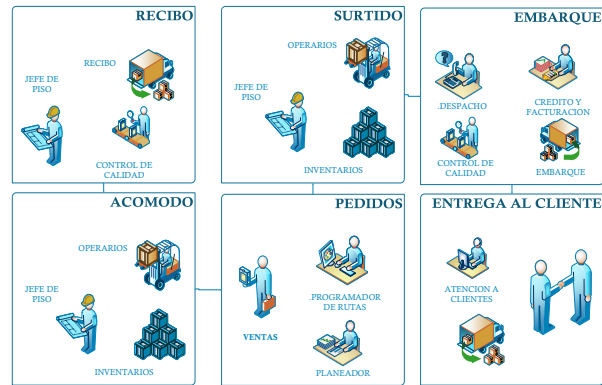 RECIBO
RECIBO
JEFE DE
PISO
CONTROL DE
CALIDAD
SURTIDO
OPERARIOS
JEFE DE
PISO
INVENTARIOS
EMBARQUE
.DESPACHO
CREDITO Y
FACTURACION
CONTROL DE
CALIDAD
EMBARQUE
ACOMODO
OPERARIOS
JEFE DE
PISO
INVENTARIOS
PEDIDOS
.PROGRAMADOR
DE RUTAS
VENTAS
PLANEADOR
ENTREGA AL CLIENTE
ATENCION A
CLIENTES